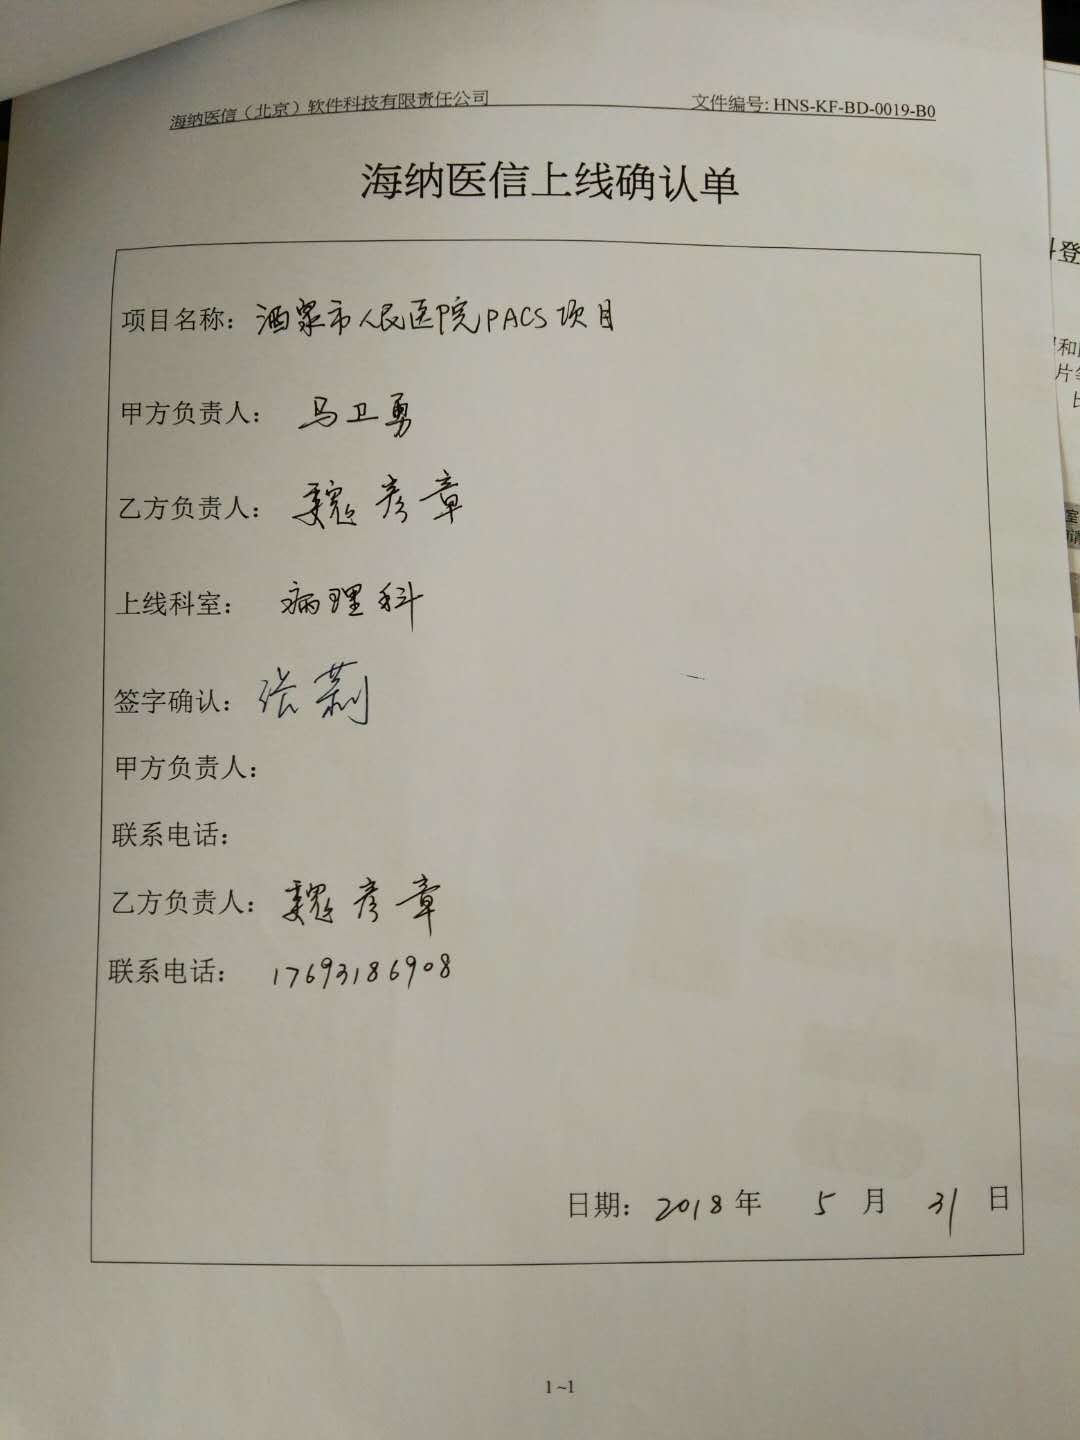 海纳医信（北京）软件科技有限责任公司 文件编号: HNS-KF-BD-0019-B0
海纳医信上线确认单
项目名称：酒泉市人民医院PACS项目
甲方负责人：马卫勇
乙方负责人：魏彦章
上线科室：病理科
签字确认：张莉
甲方负责人：
联系电话：
乙方负责人：魏彦章
联系电话：17693186908
日期：2018年 5 月 31 日
1 ~1
登
和
片
室